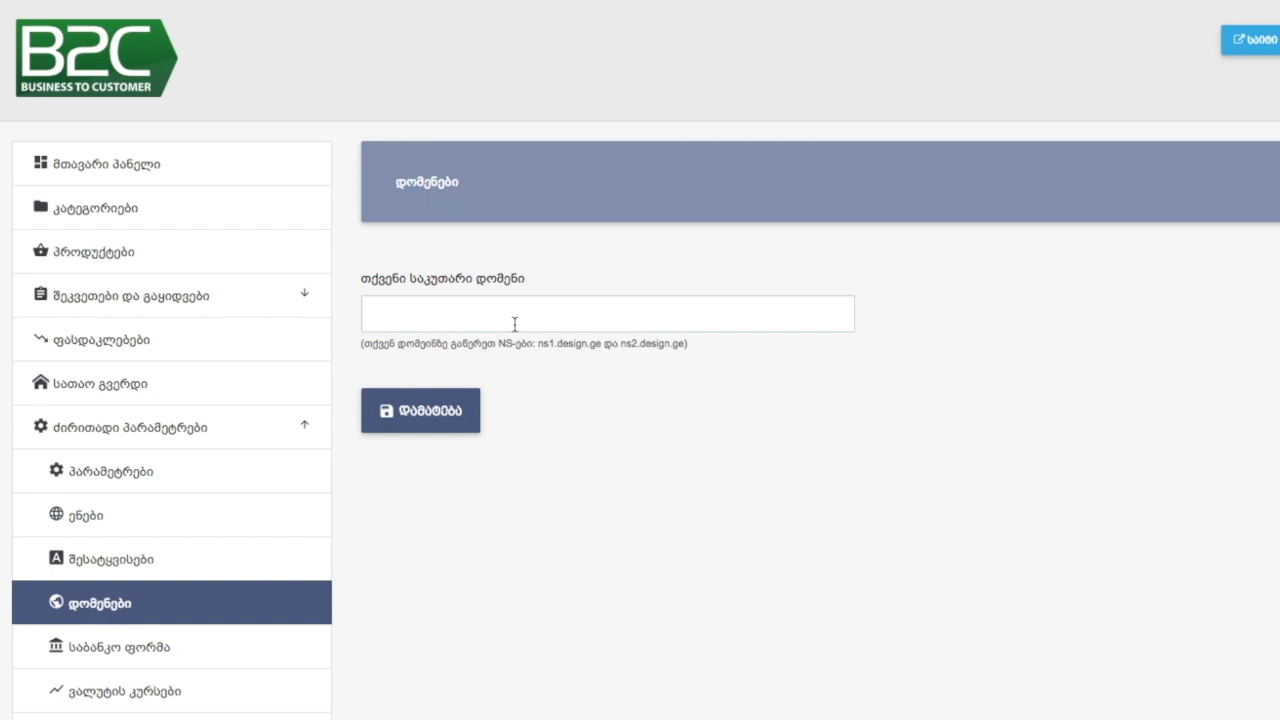 B2C
BUSINESS TO CUSTOMER
საიტი
მთავარი პანელი
კატეგორიები
პროდუქტები
შეკვეთები და გაყიდვები
ფასდაკლებები
სათაო გვერდი
ძირითადი პარამეტრები
პარამეტრები
ენები
შესატყვისები
დომენები
საბანკო ფორმა
ვალუტის კურსები
დომენები
თქვენი საკუთარი დომენი
(თქვენ დომეინზე გაწერეთ NS-ები: ns1.design.ge და ns2.design.ge)
დამატება